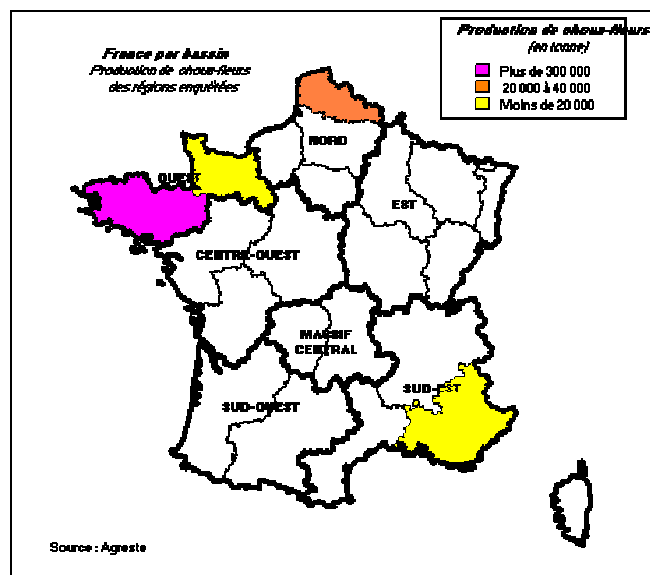 France par bassin
Production de choux-fleurs
des régions enquêtées
Production de choux-fleurs
(en tonne)
Plus de 300 000
20 000 à 40 000
Moins de 20 000
NORD
OUEST
EST
CENTRE-OUEST
MASSIF
CENTRAL
SUD-EST
SUD-OUEST
Source : Agreste